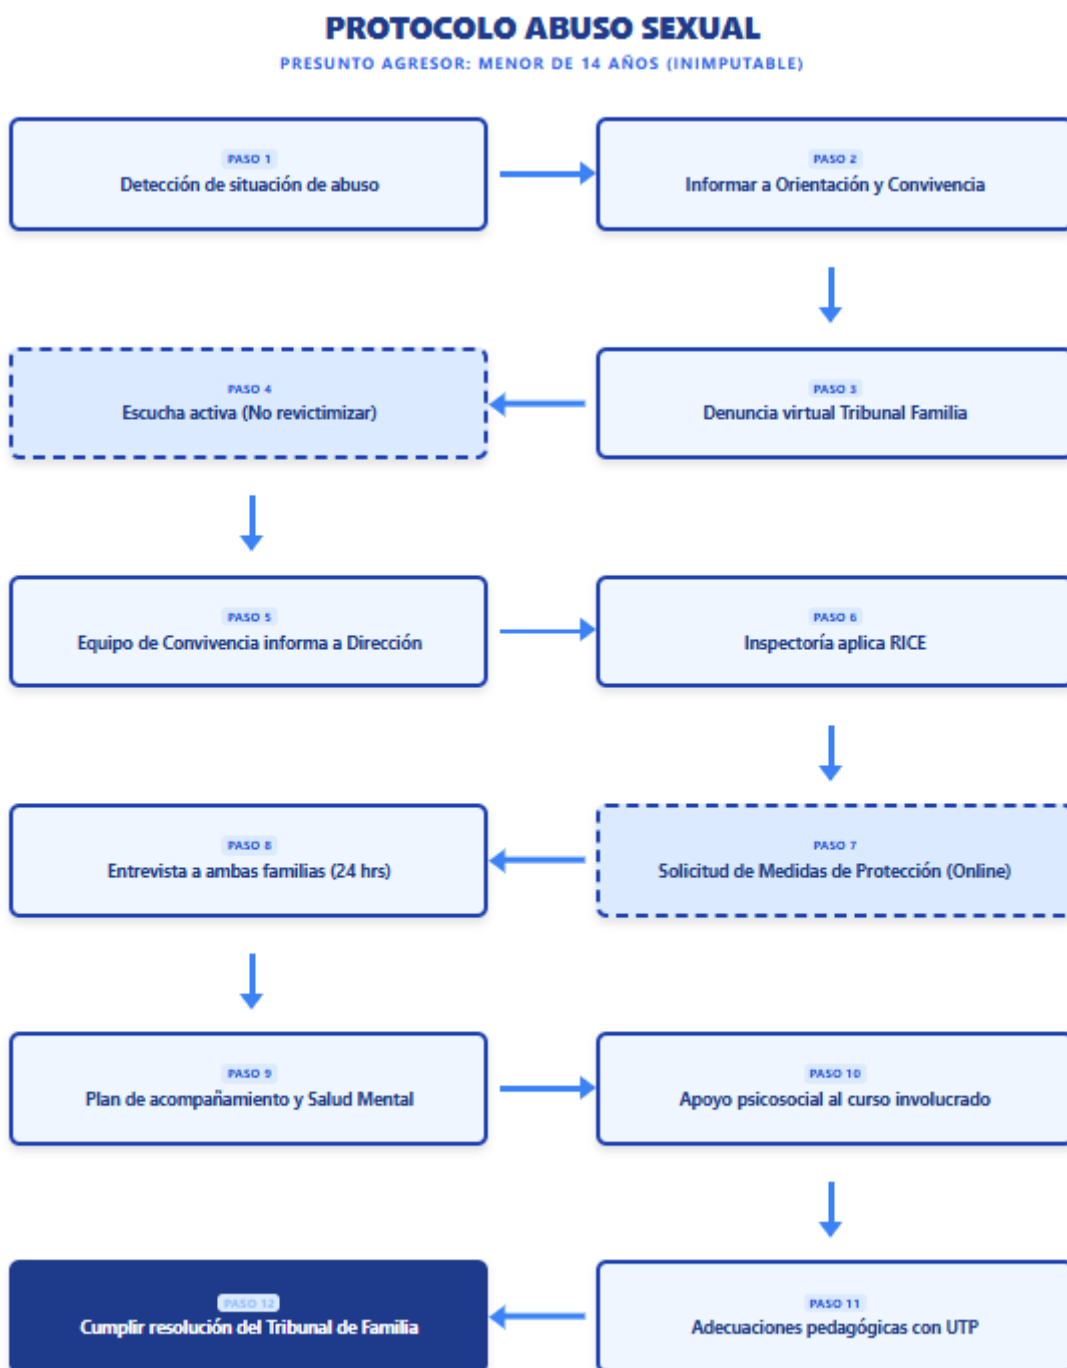 PROTOCOLO ABUSO SEXUAL
PRESUNTO AGRESOR: MENOR DE 14 AÑOS (INIMPUTABLE)
PASO 1
Detección de situación de abuso
PASO 2
Informar a Orientación y Convivencia
PASO 3
Denuncia virtual Tribunal Familia
PASO 4
Escucha activa (No revictimizar)
PASO 5
Equipo de Convivencia informa a Dirección
PASO 6
Inspectoría aplica RICE
PASO 7
Solicitud de Medidas de Protección (Online)
PASO 8
Entrevista a ambas familias (24 hrs)
PASO 9
Plan de acompañamiento y Salud Mental
PASO 10
Apoyo psicosocial al curso involucrado
PASO 11
Adecuaciones pedagógicas con UTP
PASO 12
Cumplir resolución del Tribunal de Familia